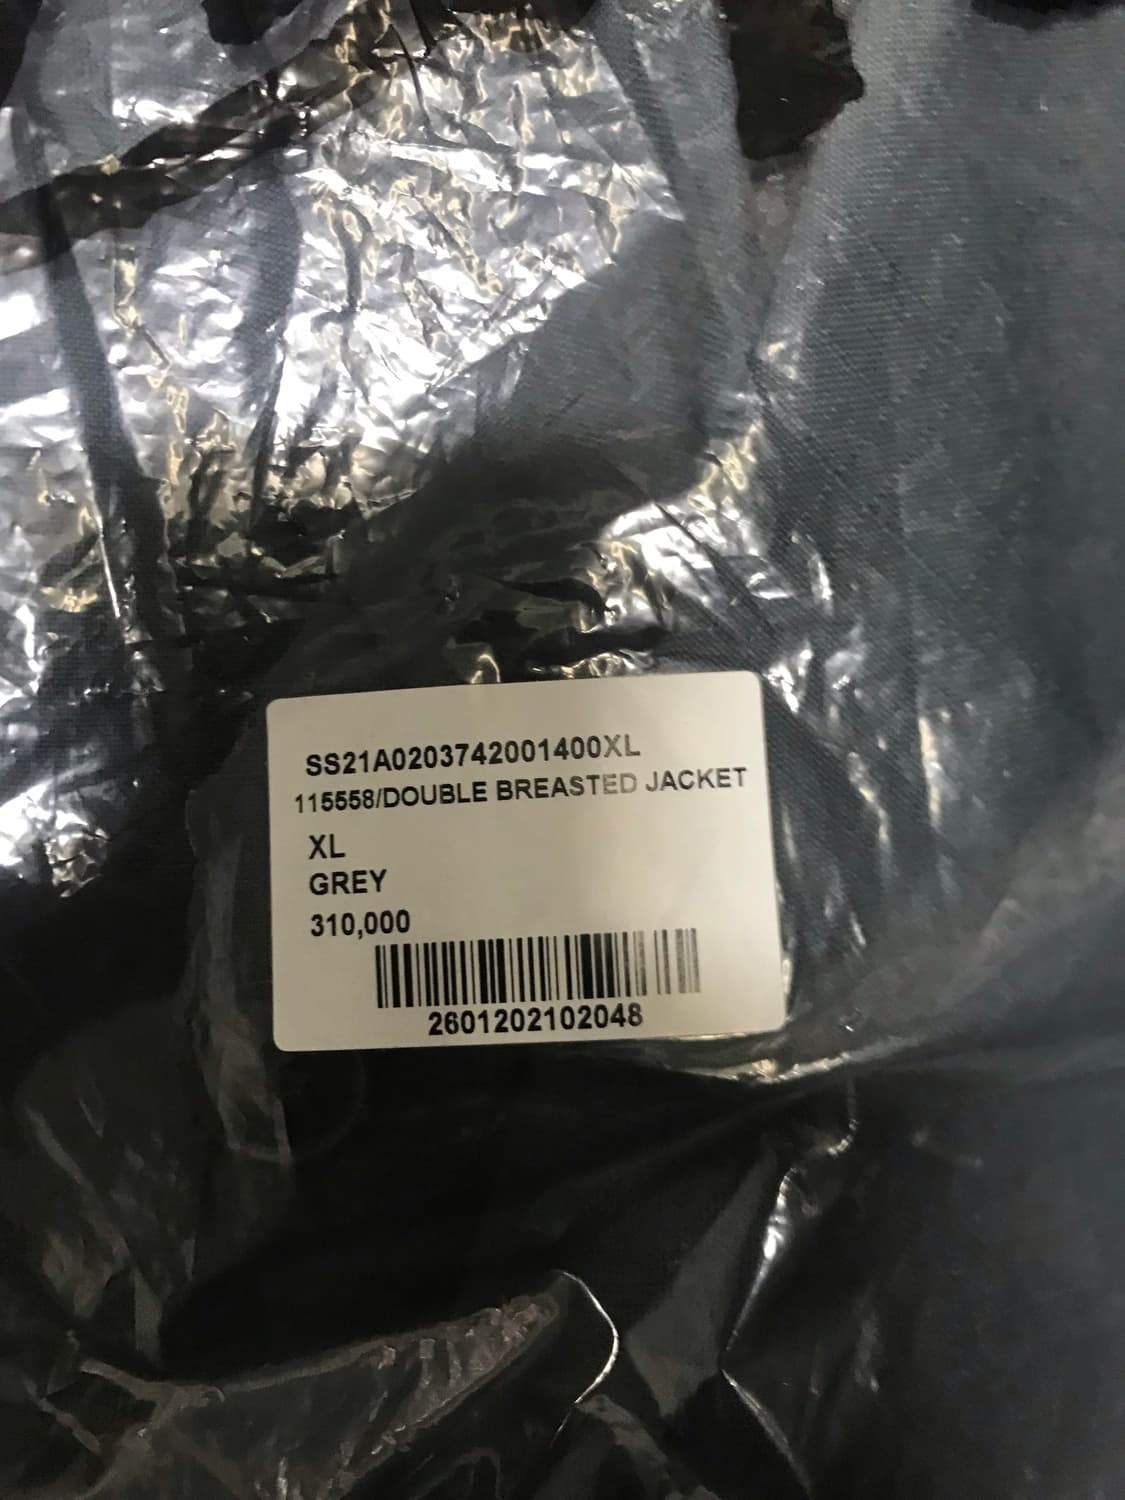 SS21A0203742001400XL
115558/DOUBLE BREASTED JACKET
XL
GREY
310,000
2601202102048